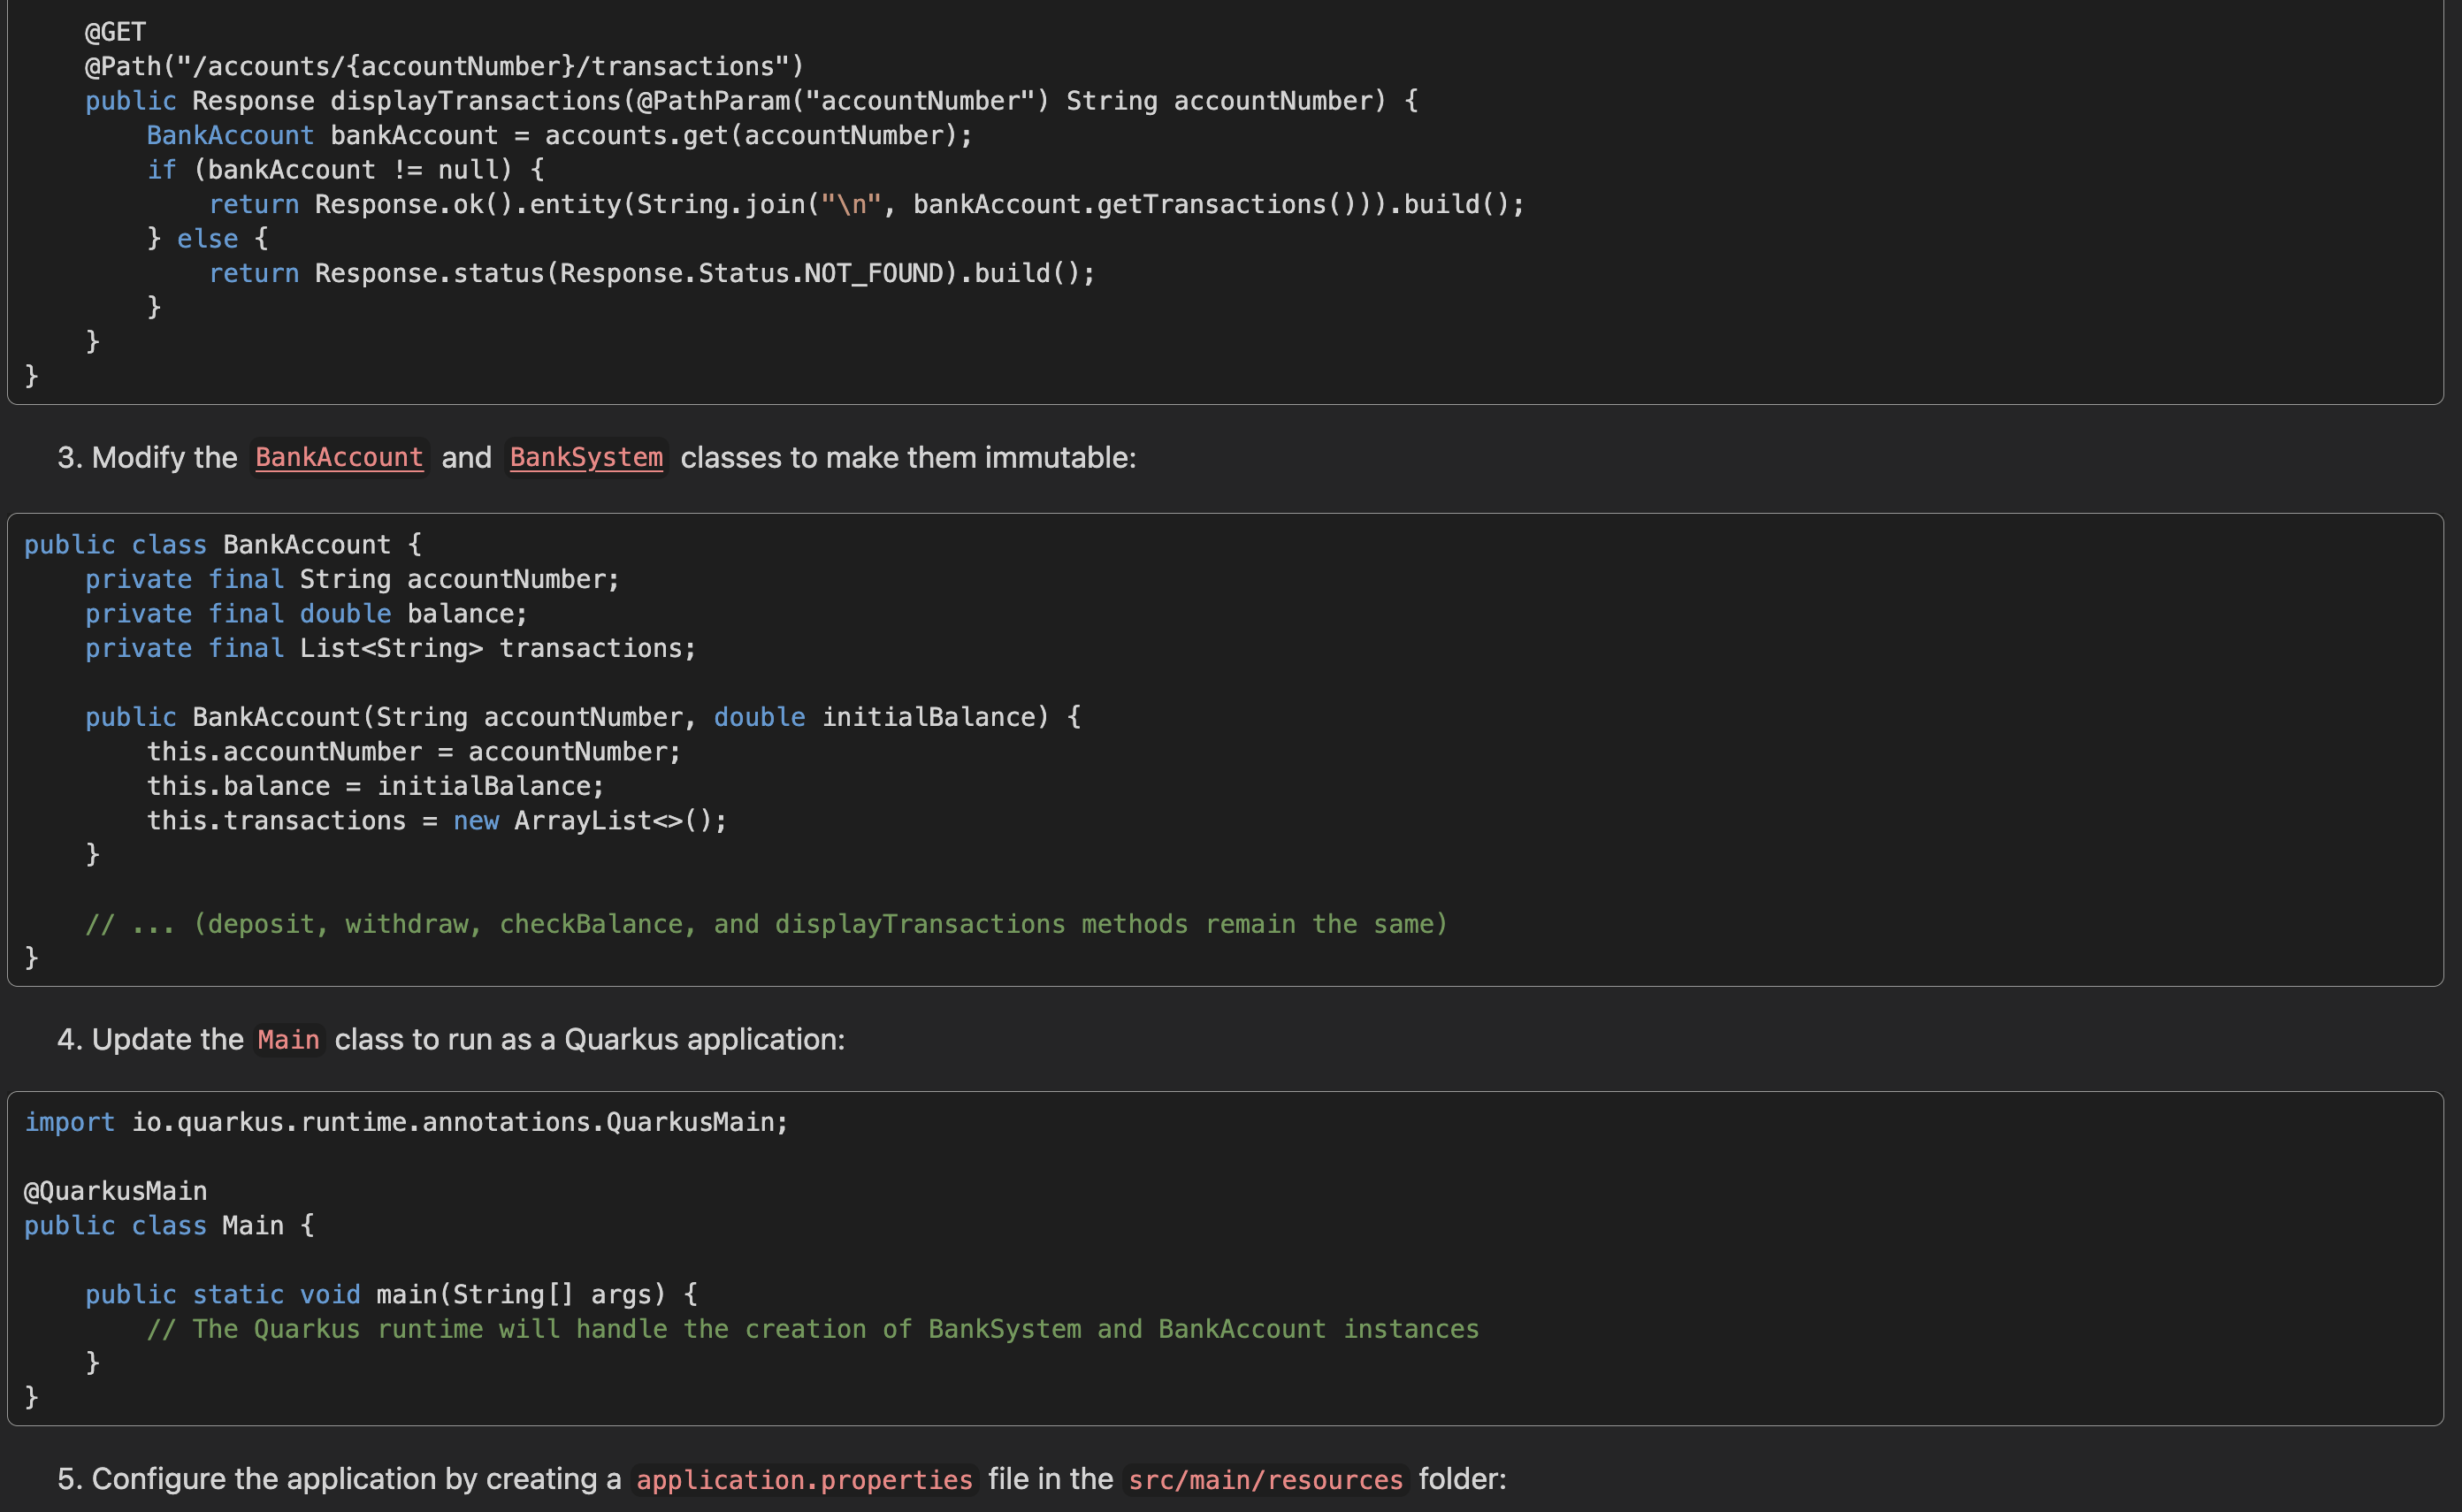 @GET
@Path("/accounts/{accountNumber}/transactions")
public Response displayTransactions(@PathParam("accountNumber") String accountNumber) {
BankAccount bankAccount = accounts.get(accountNumber);
if (bankAccount != null) {
return Response.ok().entity(String.join("\n", bankAccount.getTransactions())).build();
} else {
return Response.status(Response.Status.NOT_FOUND).build();
}
}
}
3. Modify the BankAccount and BankSystem classes to make them immutable:
public class BankAccount {
private final String accountNumber;
private final double balance;
private final List<String> transactions;
public BankAccount(String accountNumber, double initialBalance) {
this.accountNumber = accountNumber;
this.balance = initialBalance;
this.transactions = new ArrayList<>();
}
// ... (deposit, withdraw, checkBalance, and displayTransactions methods remain the same)
}
4. Update the Main class to run as a Quarkus application:
import io.quarkus.runtime.annotations.QuarkusMain;
@QuarkusMain
public class Main {
public static void main(String[] args) {
// The Quarkus runtime will handle the creation of BankSystem and BankAccount instances
}
}
5. Configure the application by creating a application.properties file in the src/main/resources folder: